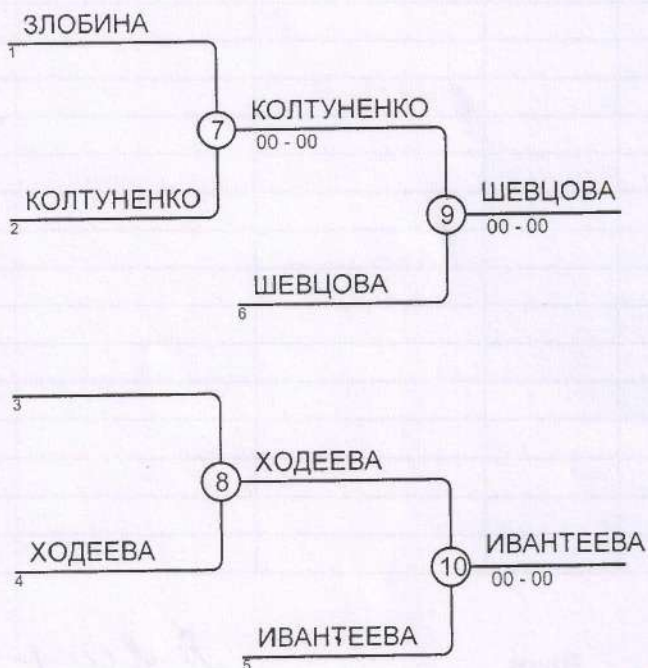 ЗЛОБИНА
1
7
КОЛТУНЕНКО
00 - 00
КОЛТУНЕНКО
2
9
ШЕВЦОВА
00 - 00
ШЕВЦОВА
6
3
8
ХОДЕЕВА
ХОДЕЕВА
4
10
ИВАНТЕЕВА
00 - 00
ИВАНТЕЕВА
5